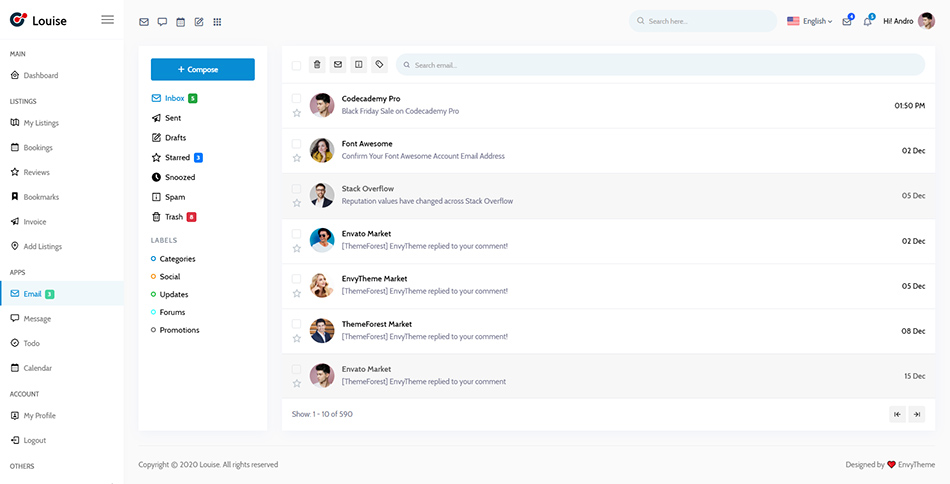 Louise
Search here...
English
4
3
Hi! Andro
MAIN
Dashboard
LISTINGS
My Listings
Bookings
Reviews
Bookmarks
Invoice
Add Listings
APPS
Email 3
Message
Todo
Calendar
ACCOUNT
My Profile
Logout
OTHERS
+ Compose
Inbox 5
Sent
Drafts
Starred 3
Snoozed
Spam
Trash 8
LABELS
Categories
Social
Updates
Forums
Promotions
Search email...
Codecademy Pro
Black Friday Sale on Codecademy Pro
01:50 PM
Font Awesome
Confirm Your Font Awesome Account Email Address
02 Dec
Stack Overflow
Reputation values have changed across Stack Overflow
05 Dec
Envato Market
[ThemeForest] EnvyTheme replied to your comment!
02 Dec
EnvyTheme Market
[ThemeForest] EnvyTheme replied to your comment!
05 Dec
ThemeForest Market
[ThemeForest] EnvyTheme replied to your comment!
08 Dec
Envato Market
[ThemeForest] EnvyTheme replied to your comment
15 Dec
Show: 1 - 10 of 590
Copyright © 2020 Louise. All rights reserved
Designed by ❤ EnvyTheme